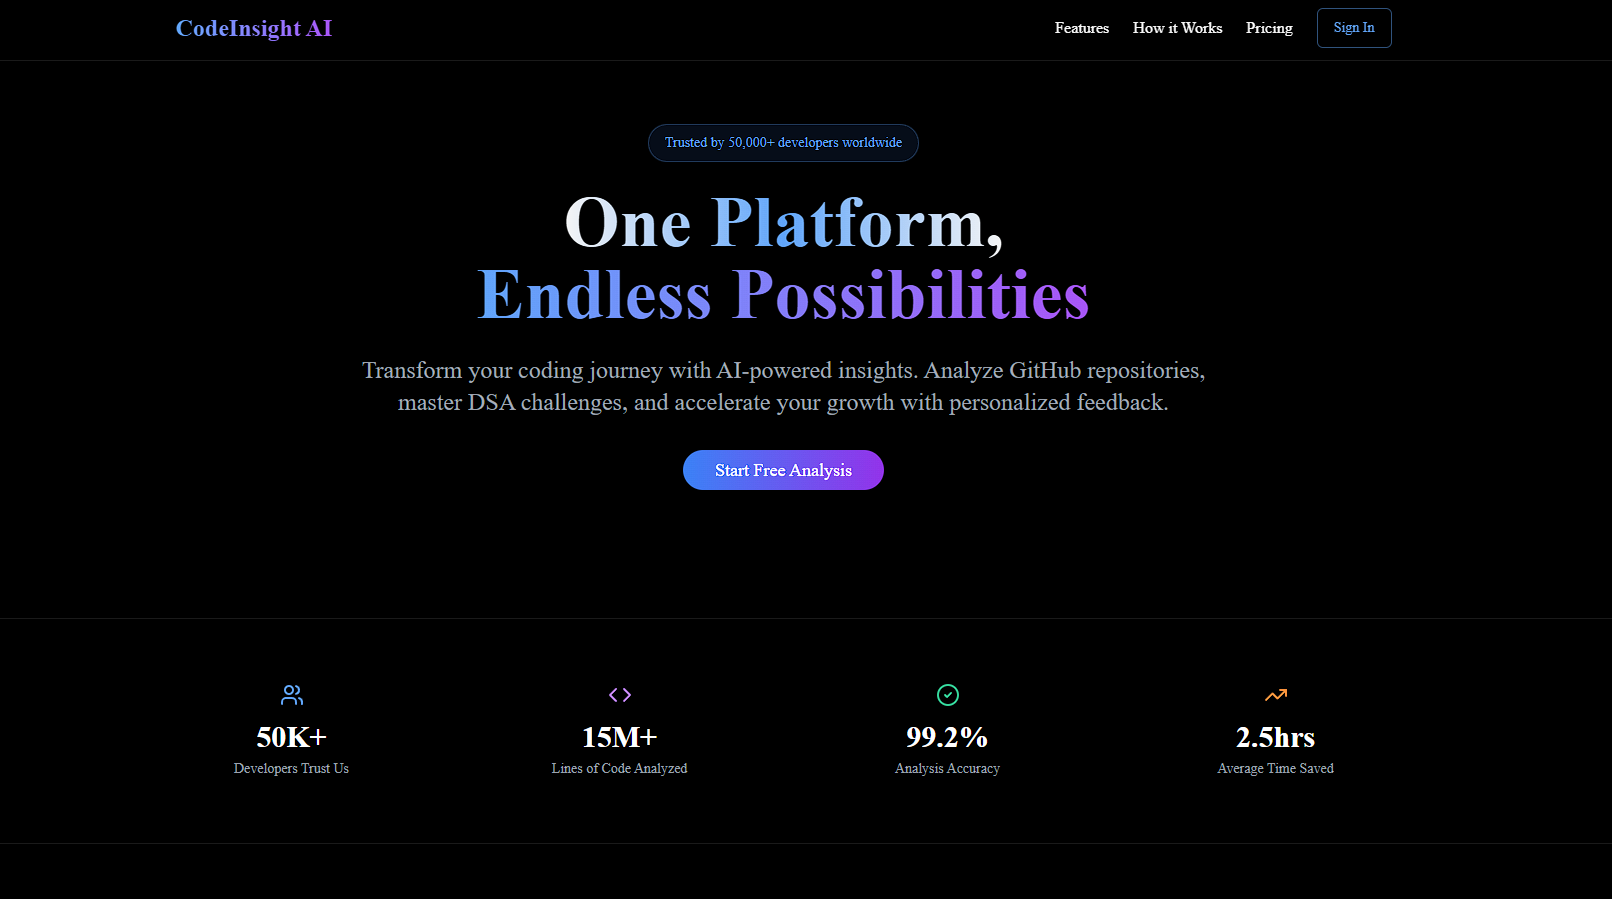 CodeInsight AI
Features
How it Works
Pricing
Sign In
Trusted by 50,000+ developers worldwide
One Platform,
Endless Possibilities
Transform your coding journey with AI-powered insights. Analyze GitHub repositories,
master DSA challenges, and accelerate your growth with personalized feedback.
Start Free Analysis
50K+
Developers Trust Us
15M+
Lines of Code Analyzed
99.2%
Analysis Accuracy
2.5hrs
Average Time Saved